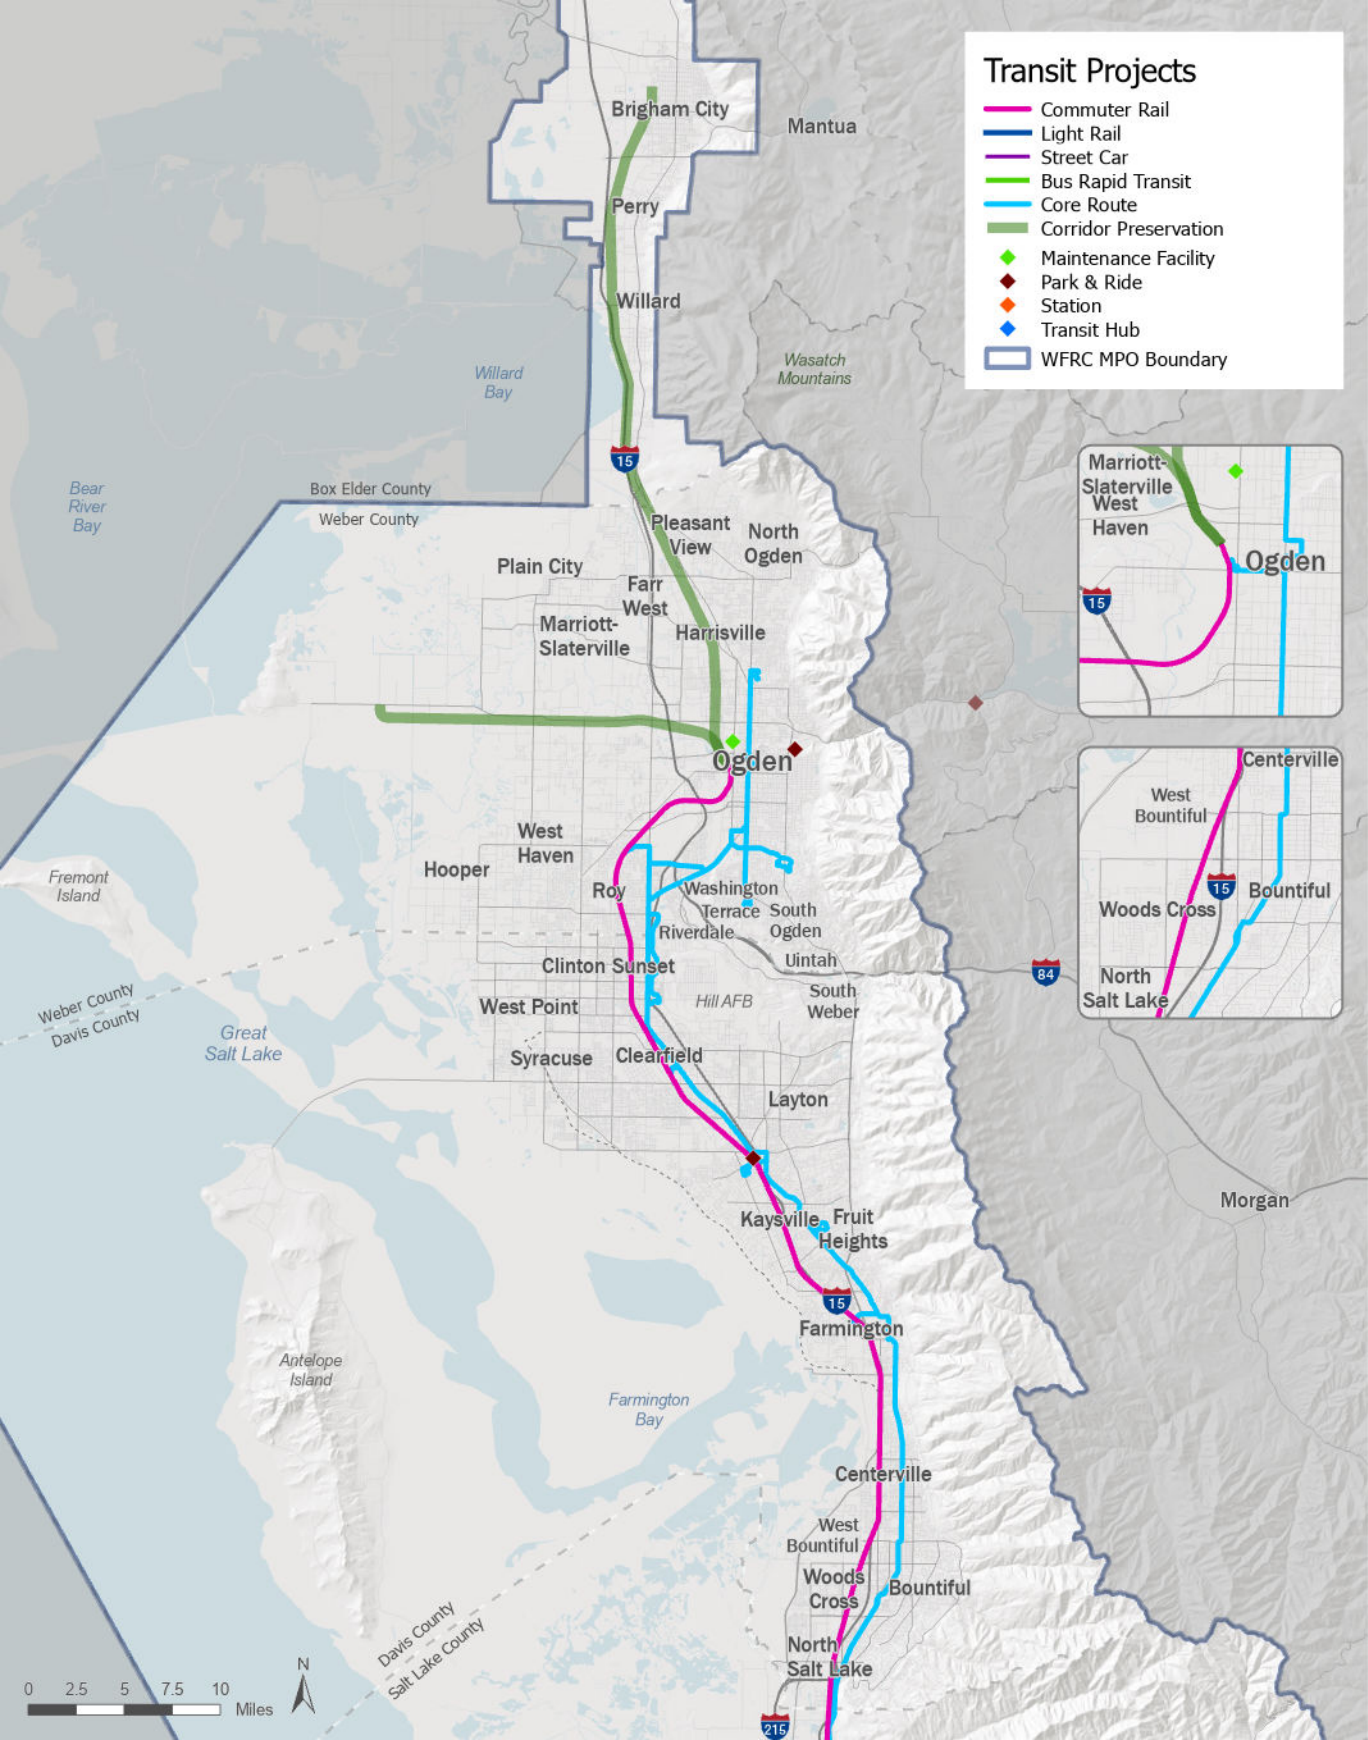 Transit Projects
Commuter Rail
Light Rail
Street Car
Bus Rapid Transit
Core Route
Corridor Preservation
Maintenance Facility
Park & Ride
Station
Transit Hub
WFRC MPO Boundary
Brigham City
Mantua
Perry
Willard
Wasatch
Mountains
Willard
Bay
15
Bear
River
Bay
Box Elder County
Weber County
Pleasant
View
North
Ogden
Plain City
Farr
West
Marriott-
Slaterville
Harrisville
Ogden
West
Haven
Hooper
Fremont
Island
Roy
Washington
Terrace
South
Ogden
Riverdale
Uintah
Clinton
Sunset
West Point
Hill AFB
South
Weber
84
Weber County
Davis County
Great
Salt Lake
Syracuse
Clearfield
Layton
Morgan
Kaysville
Fruit
Heights
15
Farmington
Antelope
Island
Farmington
Bay
Centerville
West
Bountiful
Woods
Cross
Bountiful
North
Salt Lake
Davis County
Salt Lake County
215
N
0
2.5
5
7.5
10
Miles
Marriott-
Slaterville
West
Haven
Ogden
15
Centerville
West
Bountiful
15
Bountiful
Woods Cross
North
Salt Lake